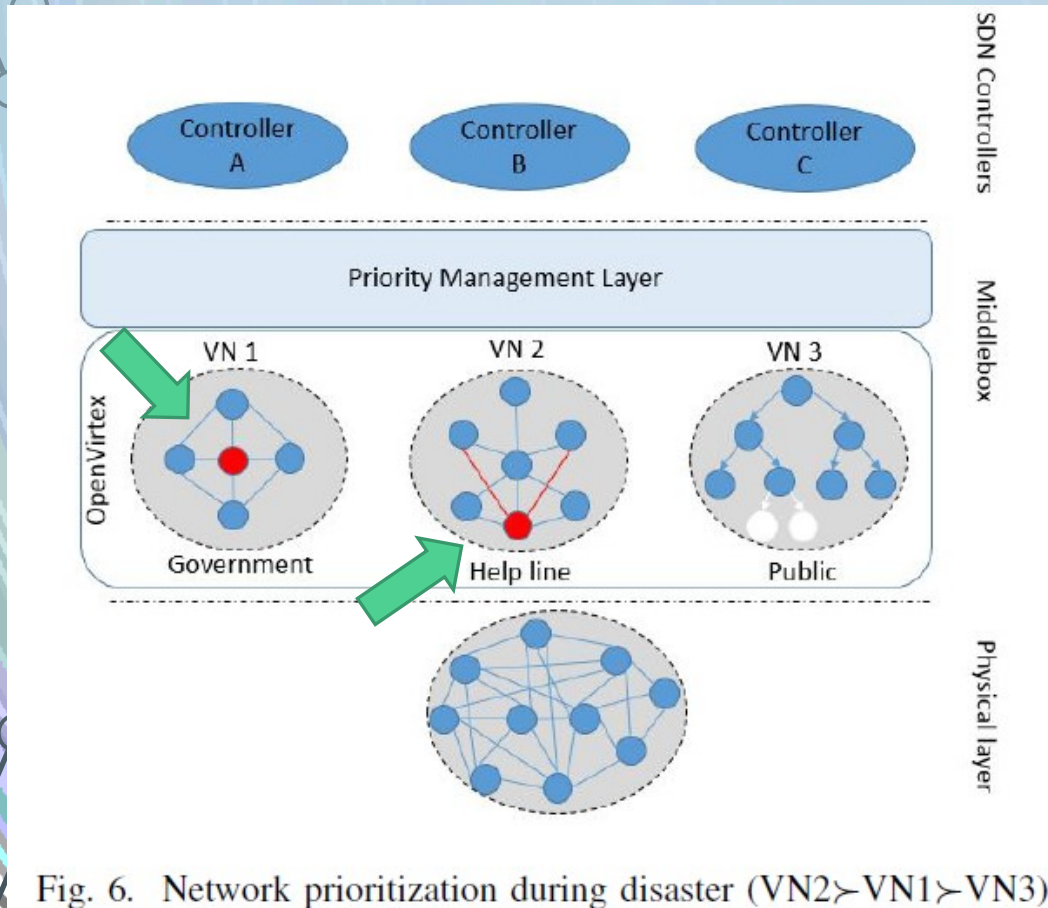 SDN Controllers
Controller
A
Controller
B
Controller
C
Priority Management Layer
Middlebox
VN 1
VN 2
VN 3
OpenVirtex
Government
Help line
Public
Physical layer
Fig. 6. Network prioritization during disaster (VN2≻VN1≻VN3)